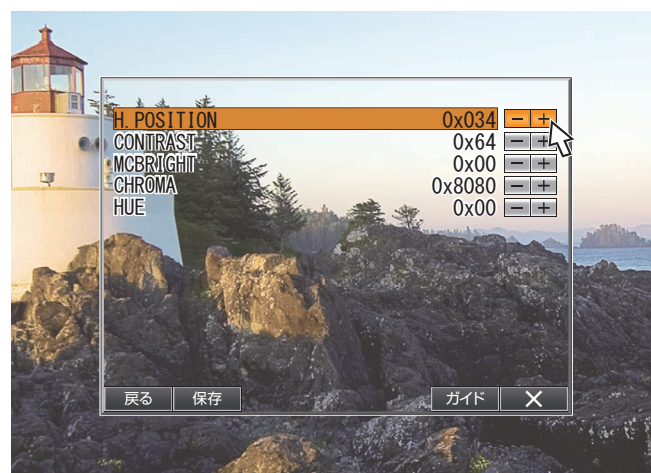 H. POSITION 0x034 − +
CONTRAST 0x64 − +
MCBRIGHT 0x00 − +
CHROMA 0x8080 − +
HUE 0x00 − +
戻る 保存 ガイド ×